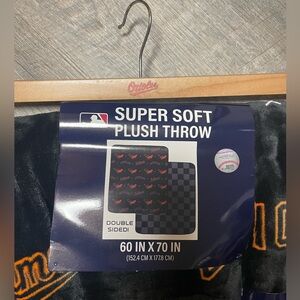 Orioles
SUPER SOFT
PLUSH THROW
DOUBLE
SIDED!
60 IN X 70 IN
(152.4 CM X 177.8 CM)